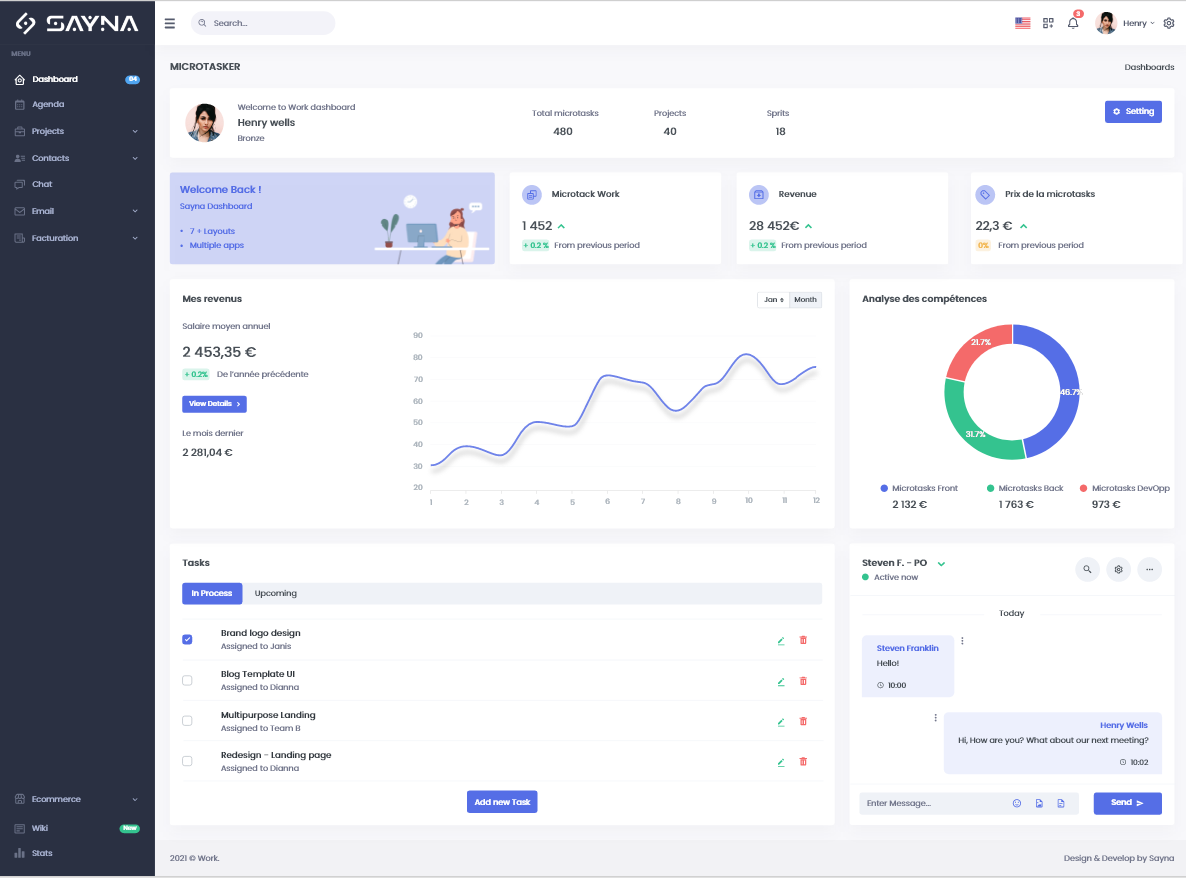 SAYNA
Search...
3
Henry
MENU
Dashboard
04
Agenda
Projects
Contacts
Chat
Email
Facturation
Ecommerce
Wiki
New
Stats
MICROTASKER
Dashboards
Welcome to Work dashboard
Henry wells
Bronze
Total microtasks
480
Projects
40
Sprits
18
Setting
Welcome Back !
Sayna Dashboard
• 7 + Layouts
• Multiple apps
Microtack Work
1 452
+ 0.2 % From previous period
Revenue
28 452€
+ 0.2 % From previous period
Prix de la microtasks
22,3 €
0% From previous period
Mes revenus
Jan
Month
Salaire moyen annuel
2 453,35 €
+ 0.2% De l'année précédente
View Details >
Le mois dernier
2 281,04 €
90
80
70
60
50
40
30
20
1 2 3 4 5 6 7 8 9 10 11 12
Analyse des compétences
21.7%
46.7%
31.7%
Microtasks Front
2 132 €
Microtasks Back
1 763 €
Microtasks DevOpp
973 €
Tasks
In Process
Upcoming
Brand logo design
Assigned to Janis
Blog Template UI
Assigned to Dianna
Multipurpose Landing
Assigned to Team B
Redesign - Landing page
Assigned to Dianna
Add new Task
Steven F. - PO
Active now
Today
Steven Franklin
Hello!
10:00
Henry Wells
Hi, How are you? What about our next meeting?
10:02
Enter Message...
Send
2021 © Work.
Design & Develop by Sayna